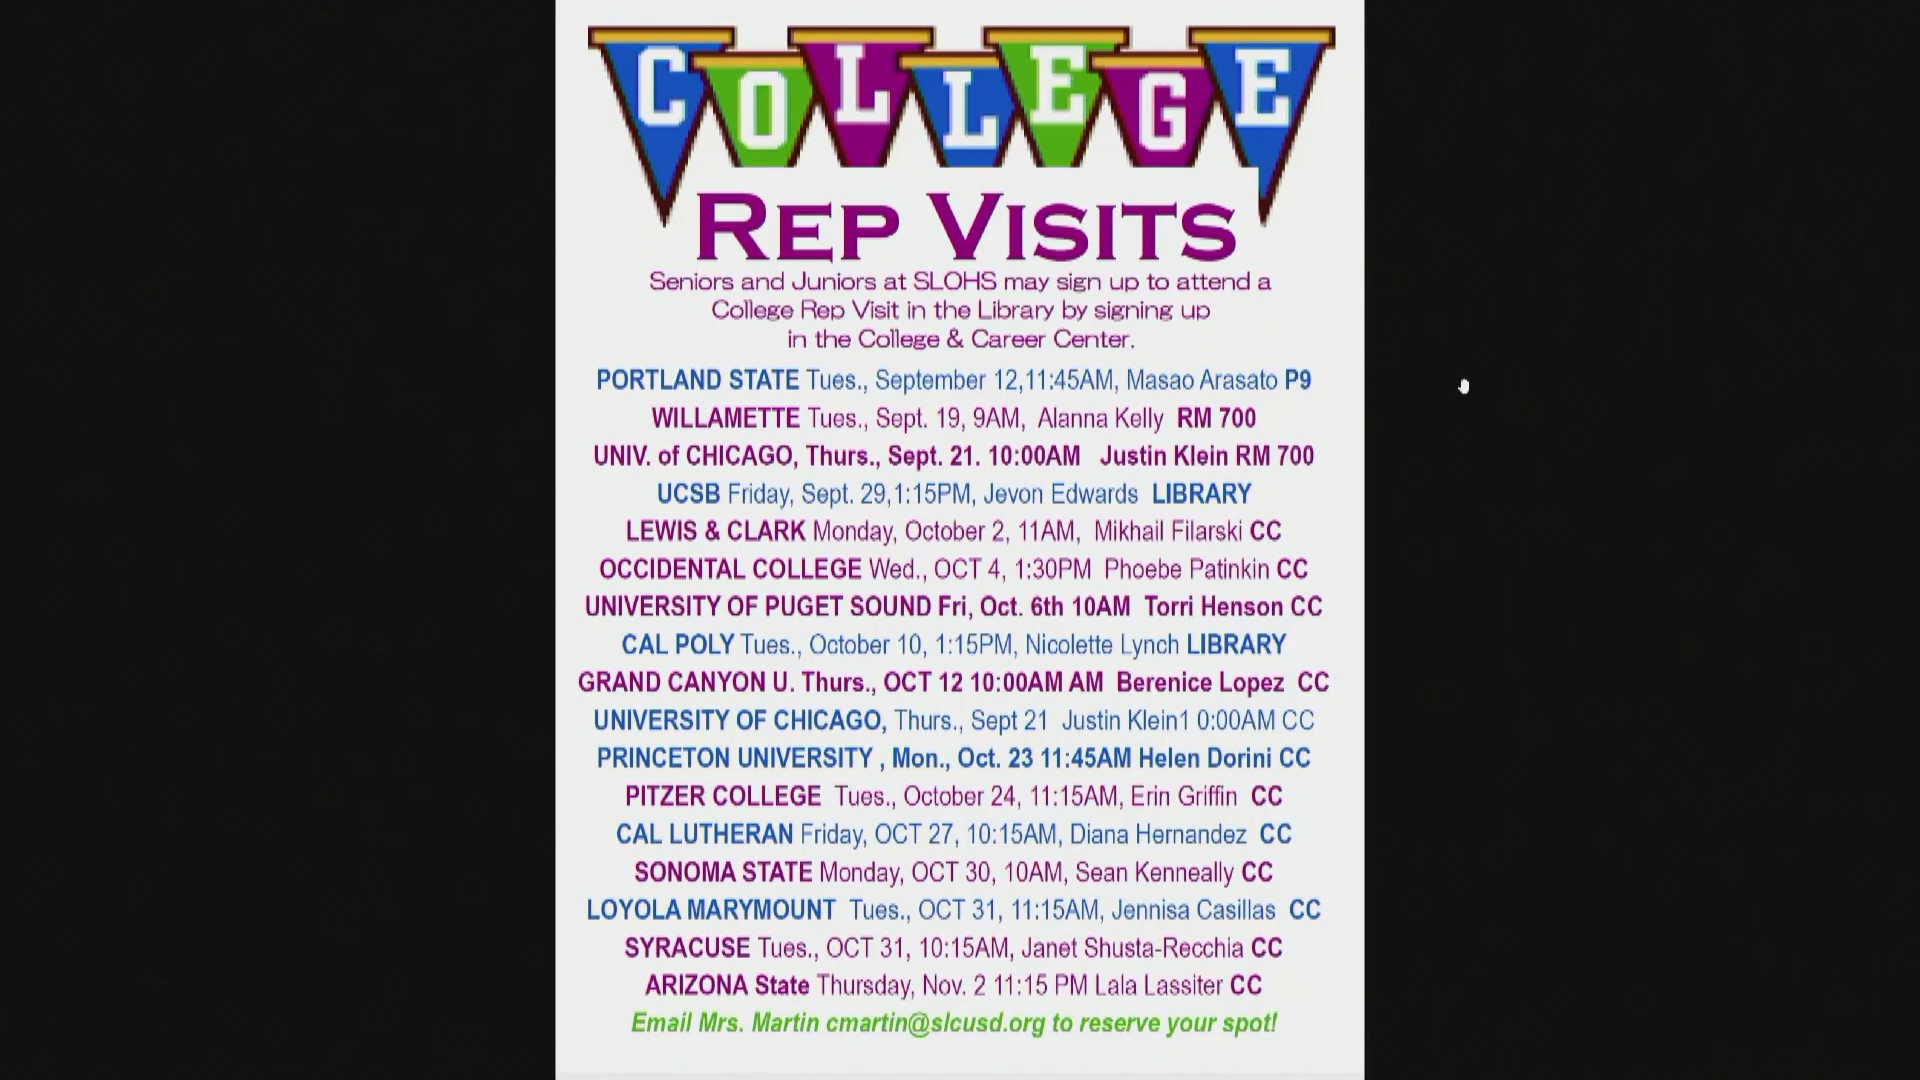 COLLEGE
REP VISITS
Seniors and Juniors at SLOHS may sign up to attend a
College Rep Visit in the Library by signing up
in the College & Career Center.
PORTLAND STATE Tues., September 12,11:45AM, Masao Arasato P9
WILLAMETTE Tues., Sept. 19, 9AM, Alanna Kelly RM 700
UNIV. of CHICAGO, Thurs., Sept. 21. 10:00AM Justin Klein RM 700
UCSB Friday, Sept. 29,1:15PM, Jevon Edwards LIBRARY
LEWIS & CLARK Monday, October 2, 11AM, Mikhail Filarski CC
OCCIDENTAL COLLEGE Wed., OCT 4, 1:30PM Phoebe Patinkin CC
UNIVERSITY OF PUGET SOUND Fri, Oct. 6th 10AM Torri Henson CC
CAL POLY Tues., October 10, 1:15PM, Nicolette Lynch LIBRARY
GRAND CANYON U. Thurs., OCT 12 10:00AM AM Berenice Lopez CC
UNIVERSITY OF CHICAGO, Thurs., Sept 21 Justin Klein1 0:00AM CC
PRINCETON UNIVERSITY , Mon., Oct. 23 11:45AM Helen Dorini CC
PITZER COLLEGE Tues., October 24, 11:15AM, Erin Griffin CC
CAL LUTHERAN Friday, OCT 27, 10:15AM, Diana Hernandez CC
SONOMA STATE Monday, OCT 30, 10AM, Sean Kenneally CC
LOYOLA MARYMOUNT Tues., OCT 31, 11:15AM, Jennisa Casillas CC
SYRACUSE Tues., OCT 31, 10:15AM, Janet Shusta-Recchia CC
ARIZONA State Thursday, Nov. 2 11:15 PM Lala Lassiter CC
Email Mrs. Martin cmartin@slcusd.org to reserve your spot!